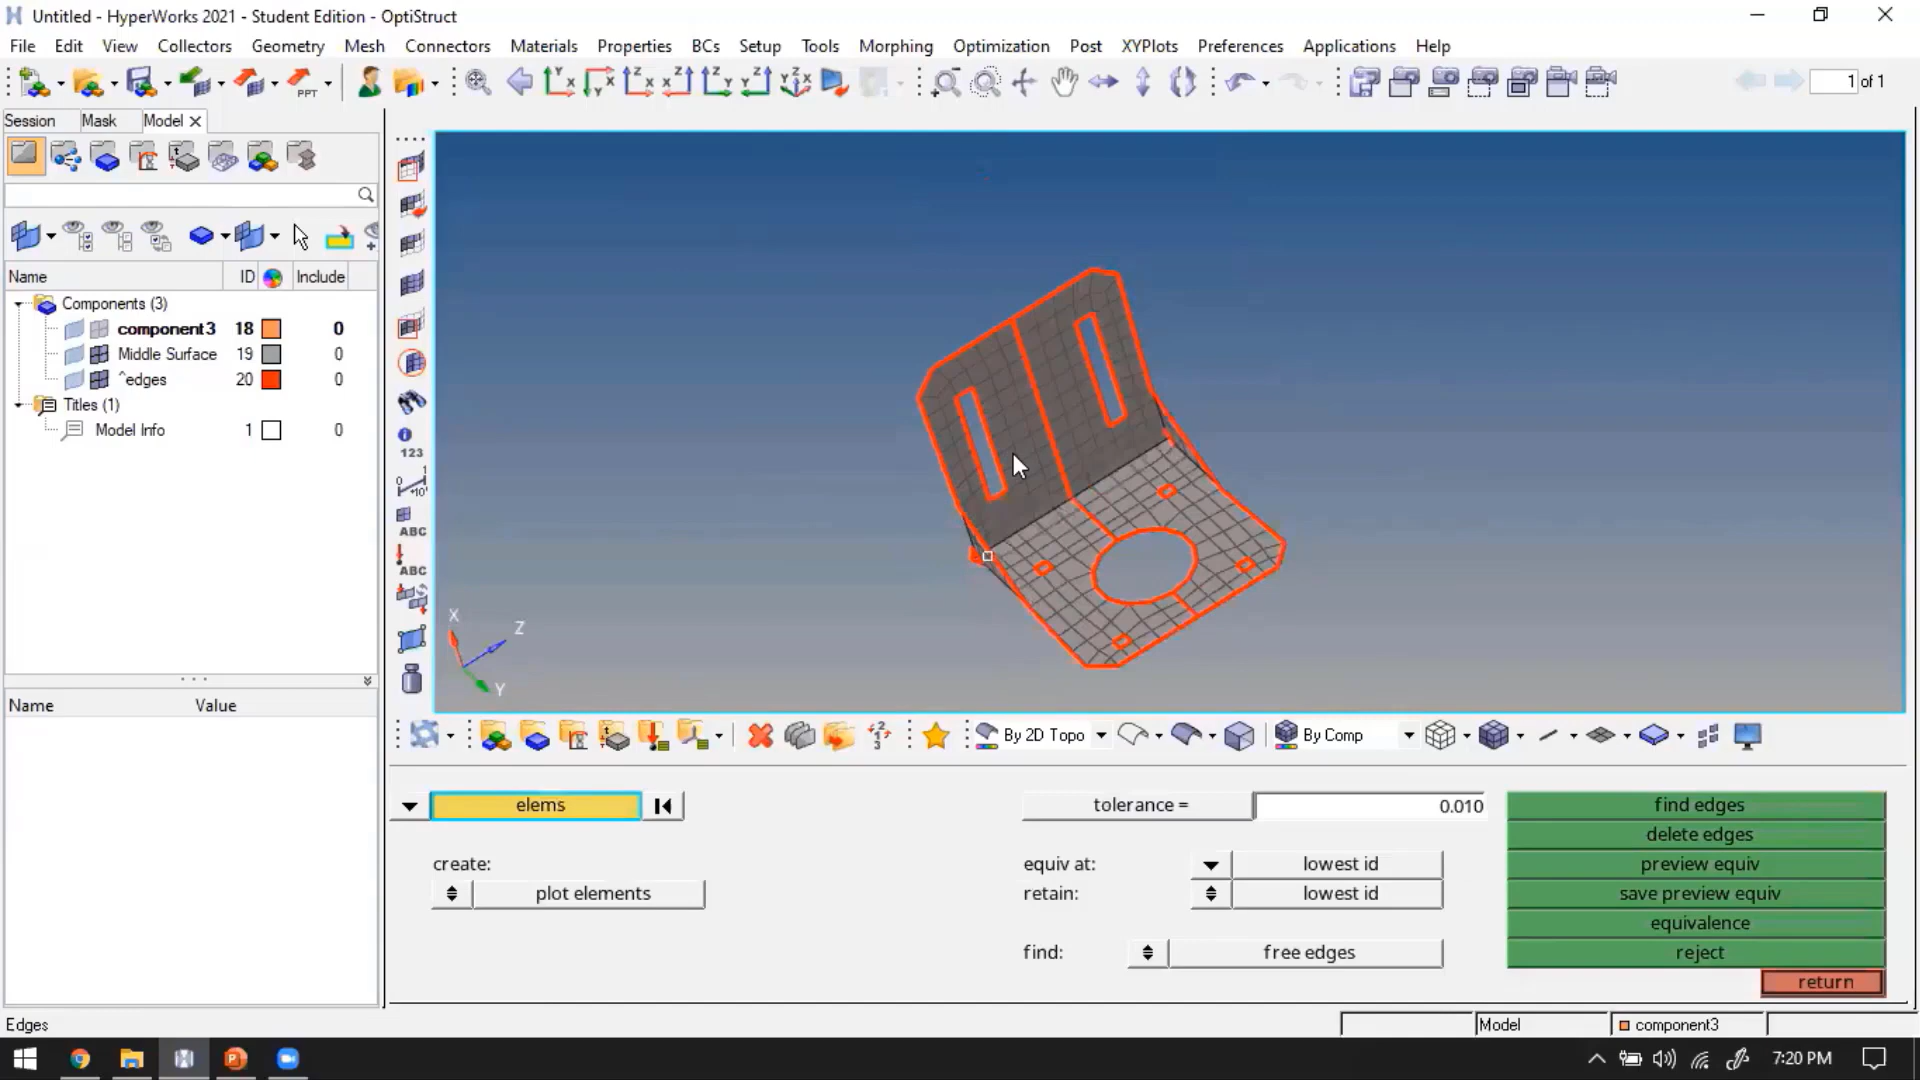 Untitled - HyperWorks 2021 - Student Edition - OptiStruct
File Edit View Collectors Geometry Mesh Connectors Materials Properties BCs Setup Tools Morphing Optimization Post XYPlots Preferences Applications Help
PPT
1 of 1
Session Mask Model
Name ID Include
Components (3)
component3 18 0
Middle Surface 19 0
^edges 20 0
Titles (1)
Model Info 1 0
123
ABC
ABC
X
Z
Y
Name Value
By 2D Topo
By Comp
elems
tolerance = 0.010
find edges
delete edges
create:
equiv at: lowest id
preview equiv
plot elements
retain: lowest id
save preview equiv
equivalence
find: free edges
reject
return
Edges
Model
component3
7:20 PM